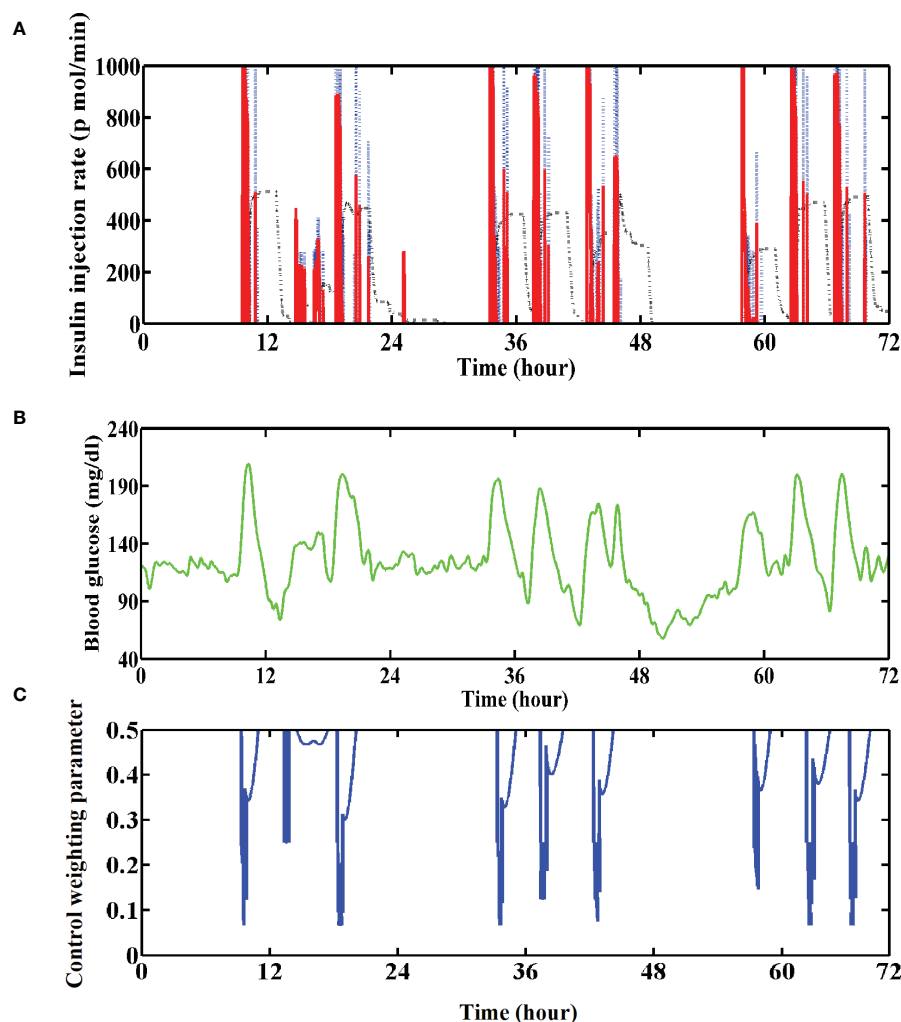 A
Insulin injection rate (p mol/min)
1000
800
600
400
200
0
0 12 24 36 48 60 72
Time (hour)
B
Blood glucose (mg/dl)
240
190
140
90
40
0 12 24 36 48 60 72
Time (hour)
C
Control weighting parameter
0.5
0.4
0.3
0.2
0.1
0
0 12 24 36 48 60 72
Time (hour)